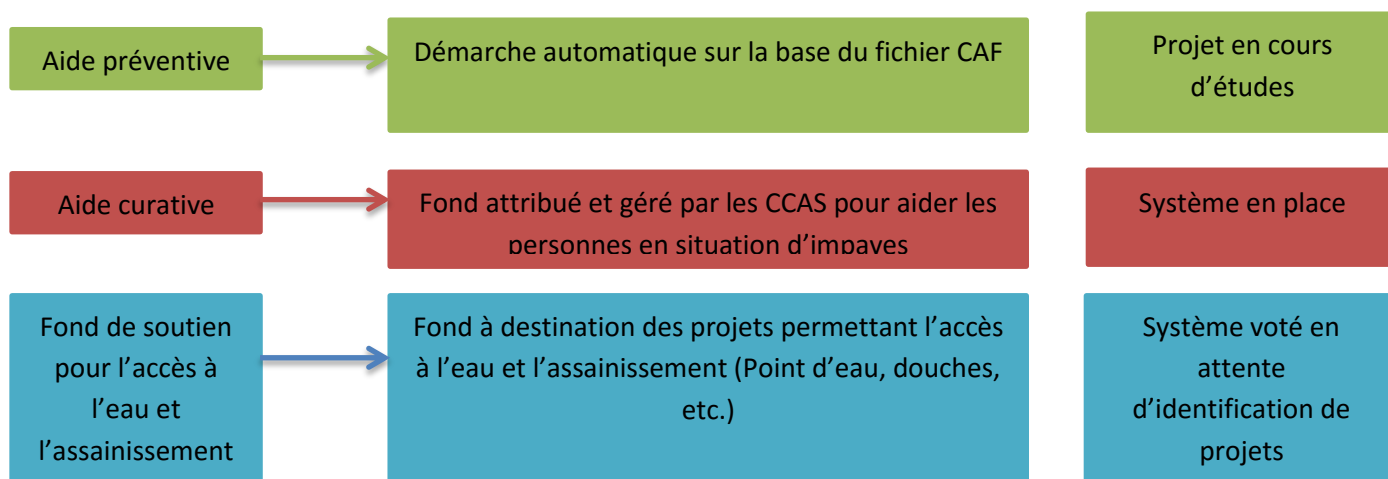 Aide préventive
Démarche automatique sur la base du fichier CAF
Projet en cours
d’études
Aide curative
Fond attribué et géré par les CCAS pour aider les
personnes en situation d’impayes
Système en place
Fond de soutien
pour l’accès à
l’eau et
l’assainissement
Fond à destination des projets permettant l’accès
à l’eau et l’assainissement (Point d’eau, douches,
etc.)
Système voté en
attente
d’identification de
projets